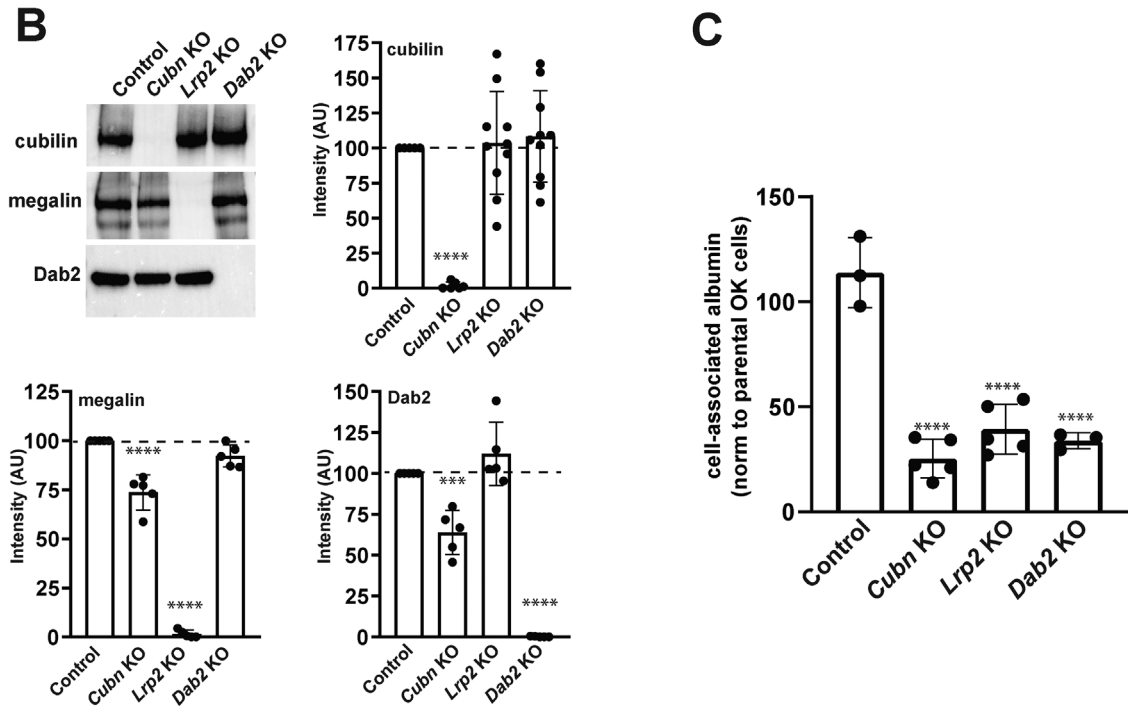 B
Control
Cubn KO
Lrp2 KO
Dab2 KO
cubilin
megalin
Dab2
cubilin
Intensity (AU)
175
150
125
100
75
50
25
0
****
Control
Cubn KO
Lrp2 KO
Dab2 KO
megalin
Intensity (AU)
125
100
75
50
25
0
****
****
Control
Cubn KO
Lrp2 KO
Dab2 KO
Dab2
Intensity (AU)
150
125
100
75
50
25
0
***
****
Control
Cubn KO
Lrp2 KO
Dab2 KO
C
cell-associated albumin
(norm to parental OK cells)
150
100
50
0
****
****
****
Control
Cubn KO
Lrp2 KO
Dab2 KO